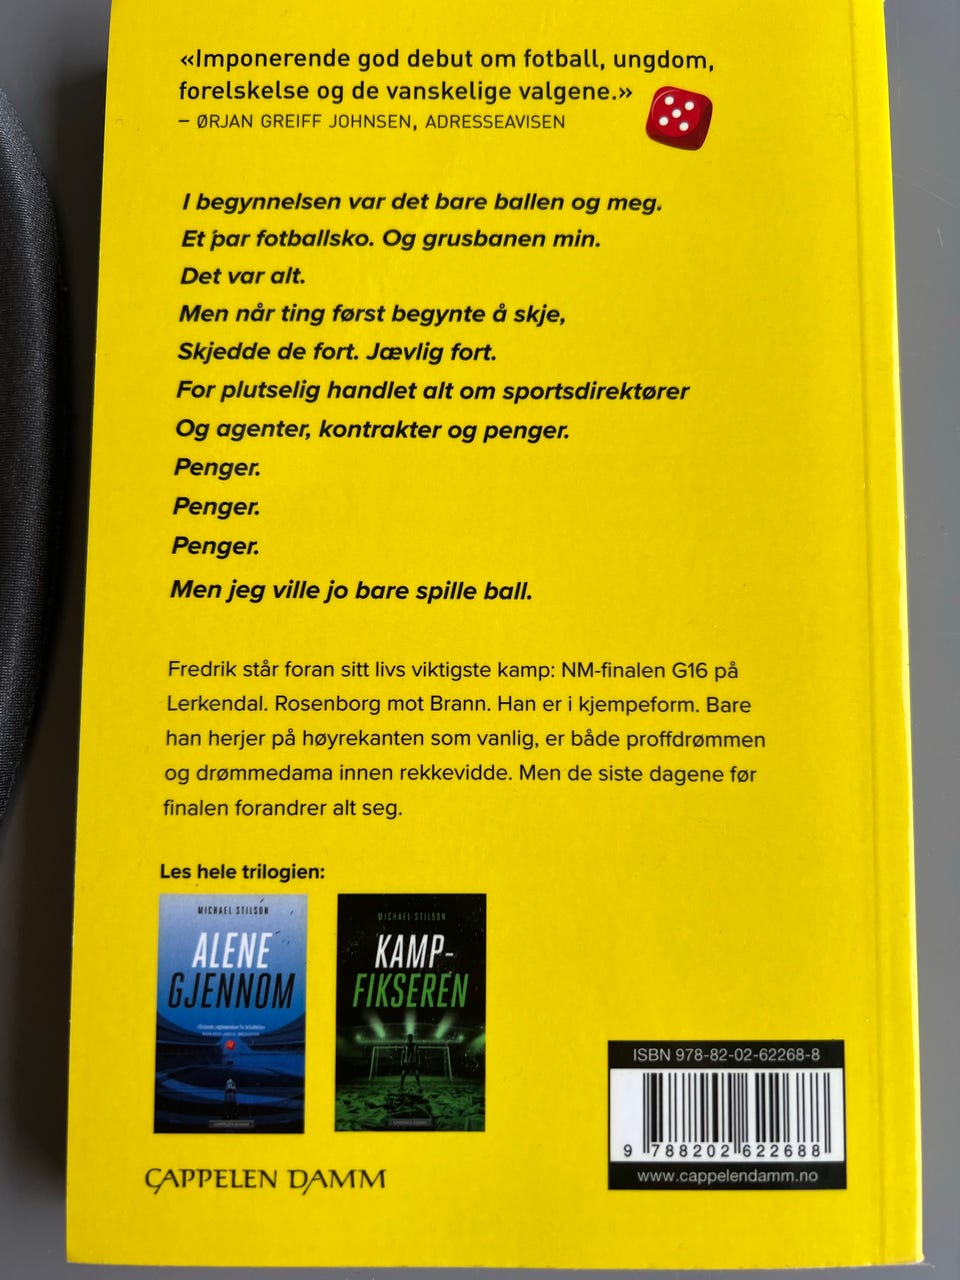 «Imponerende god debut om fotball, ungdom,
forelskelse og de vanskelige valgene.»
– ØRJAN GREIFF JOHNSEN, ADRESSEAVISEN
I begynnelsen var det bare ballen og meg.
Et par fotballsko. Og grusbanen min.
Det var alt.
Men når ting først begynte å skje,
Skjedde de fort. Jævlig fort.
For plutselig handlet alt om sportsdirektører
Og agenter, kontrakter og penger.
Penger.
Penger.
Penger.
Men jeg ville jo bare spille ball.
Fredrik står foran sitt livs viktigste kamp: NM-finalen G16 på
Lerkendal. Rosenborg mot Brann. Han er i kjempeform. Bare
han herjer på høyrekanten som vanlig, er både proffdrømmen
og drømmedama innen rekkevidde. Men de siste dagene før
finalen forandrer alt seg.
Les hele trilogien:
MICHAEL STILSON
ALENE
GJENNOM
MICHAEL STILSON
KAMP-
FIKSEREN
CAPPELEN DAMM
ISBN 978-82-02-62268-8
9 788202 622688
www.cappelendamm.no